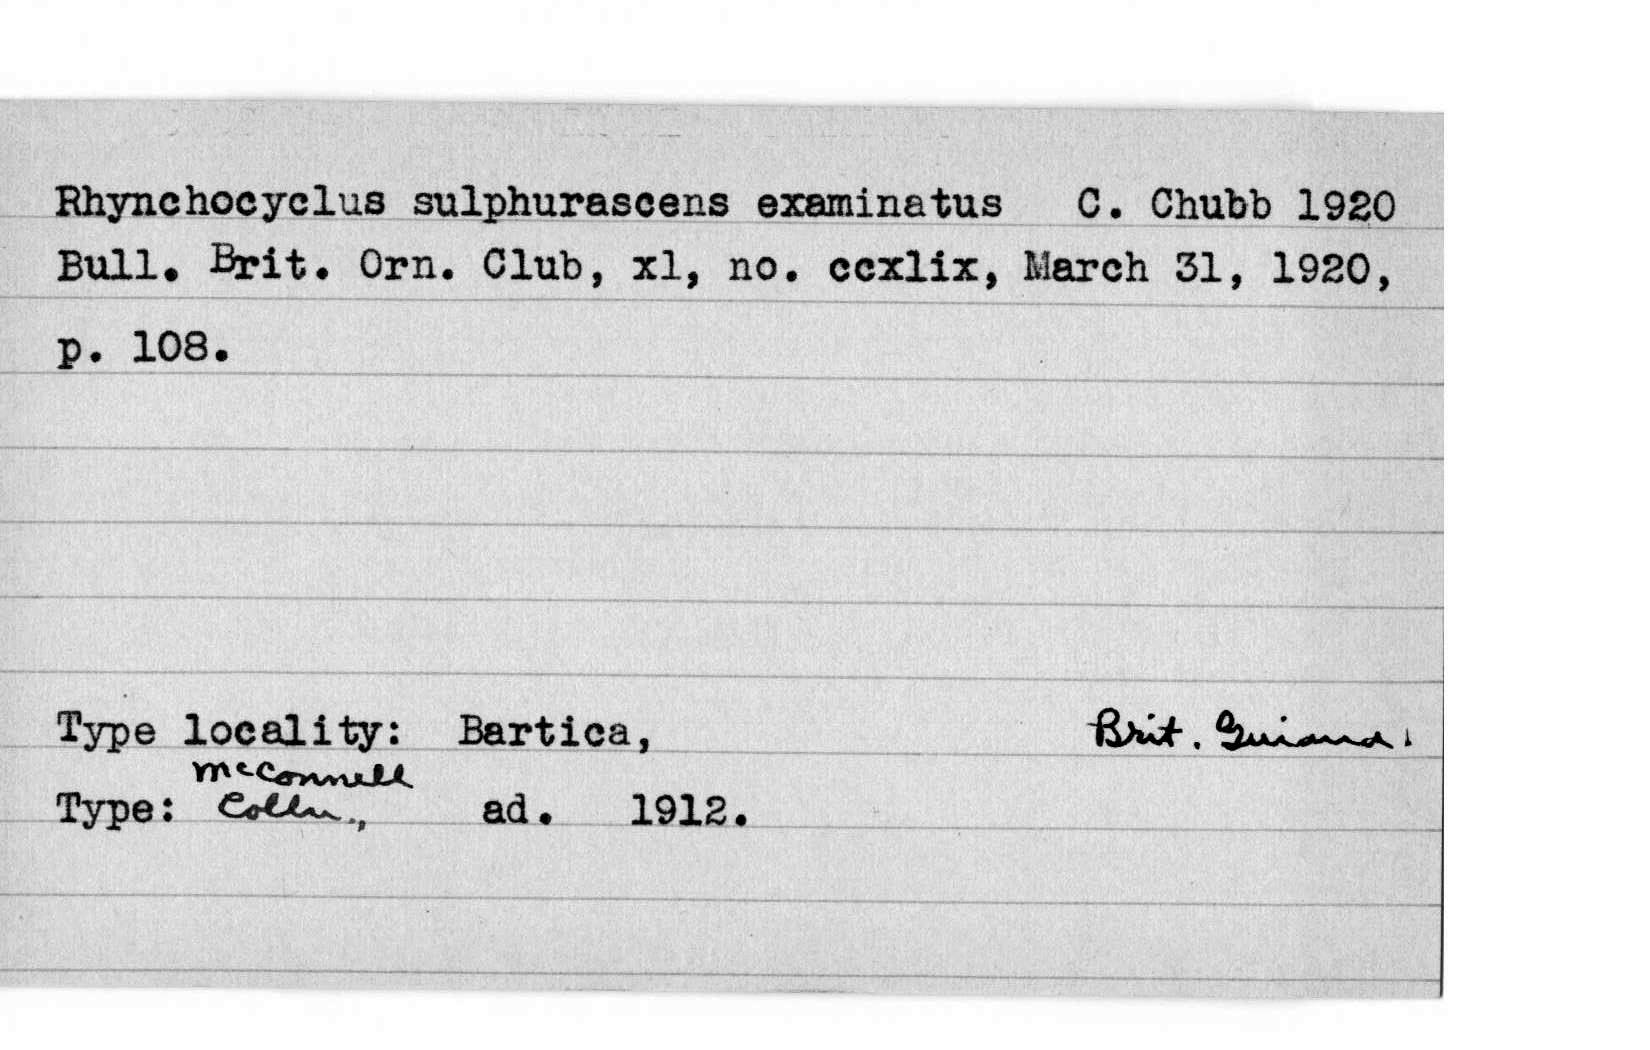 Rhynchocyclus sulphurascens examinatus C. Chubb 1920
Bull. Brit. Orn. Club, xl, no. ccxlix, March 31, 1920,
p. 108.
Type locality: Bartica, Brit. Guiana.
McConnell
Type: Colln., ad. 1912.